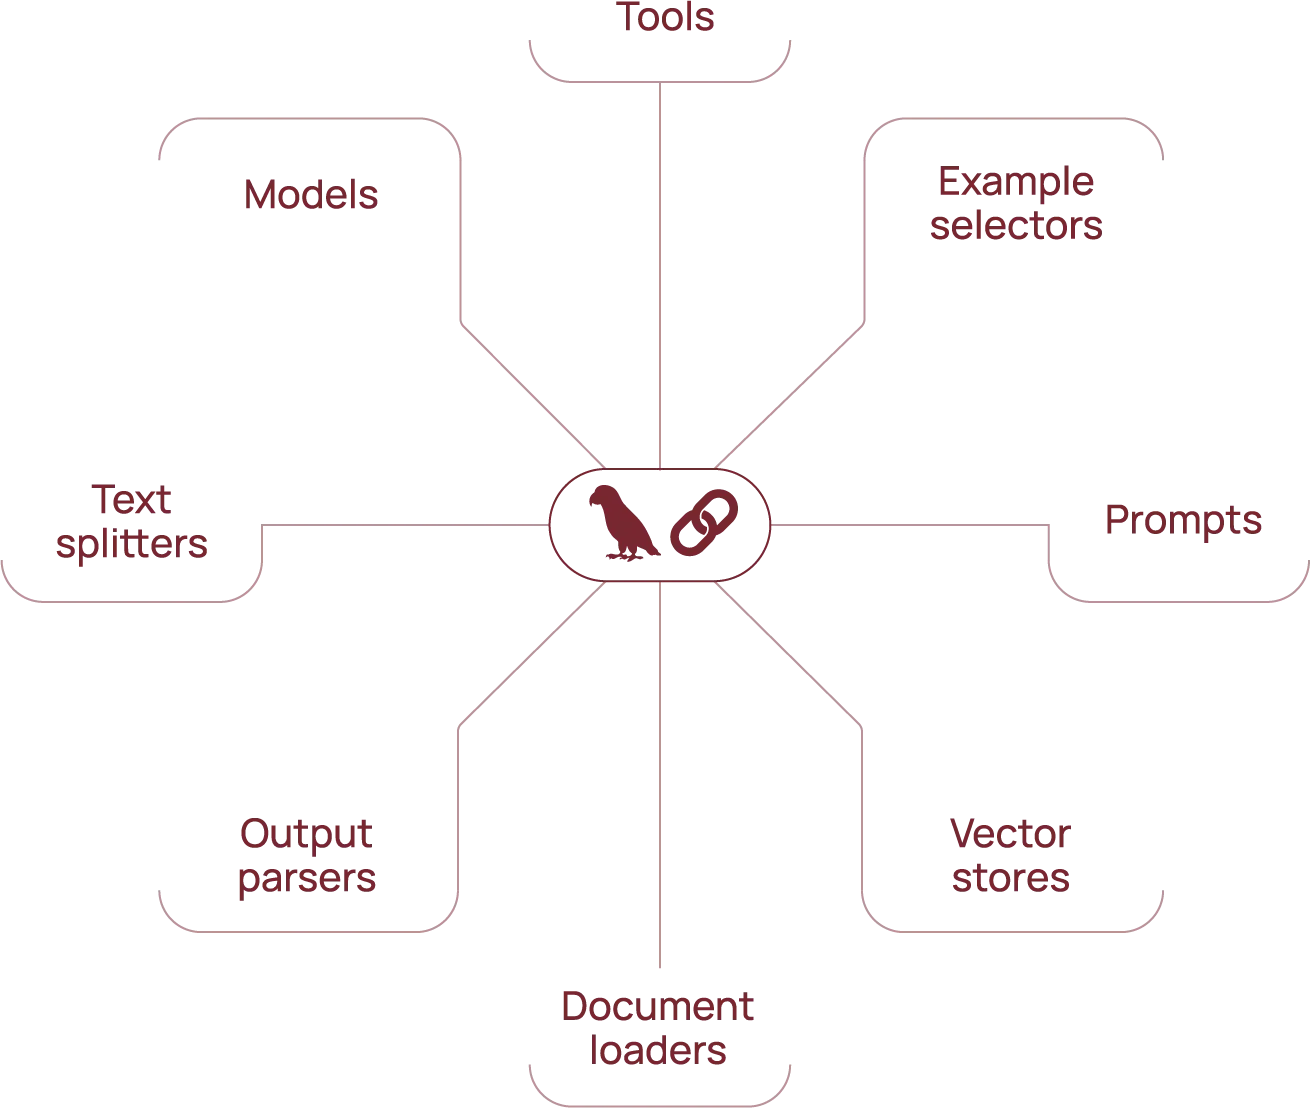 Tools
Models
Example
selectors
Text
splitters
Prompts
Output
parsers
Vector
stores
Document
loaders